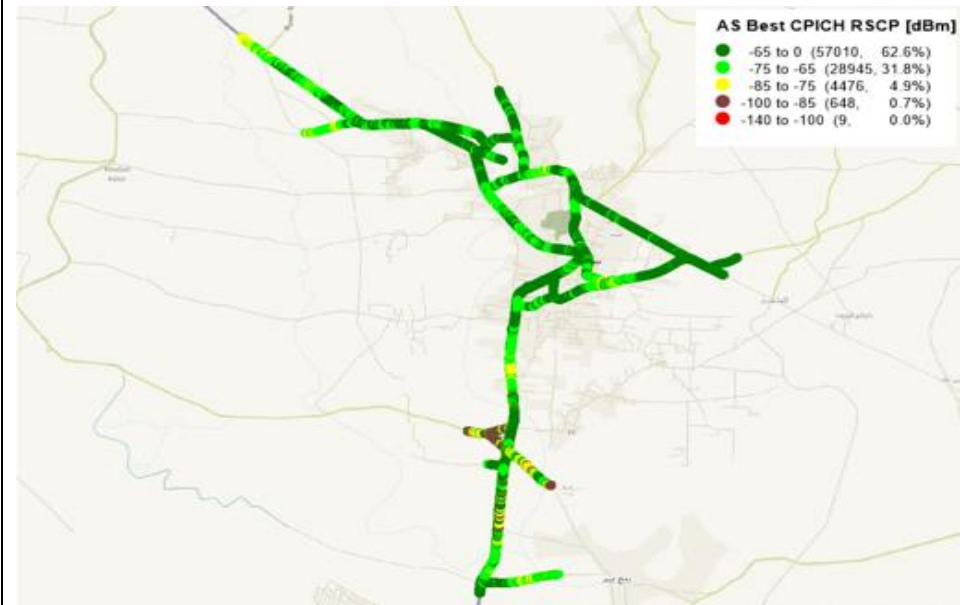 AS Best CPICH RSCP [dBm]
-65 to 0 (57010, 62.6%)
-75 to -65 (28945, 31.8%)
-85 to -75 (4476, 4.9%)
-100 to -85 (648, 0.7%)
-140 to -100 (9, 0.0%)